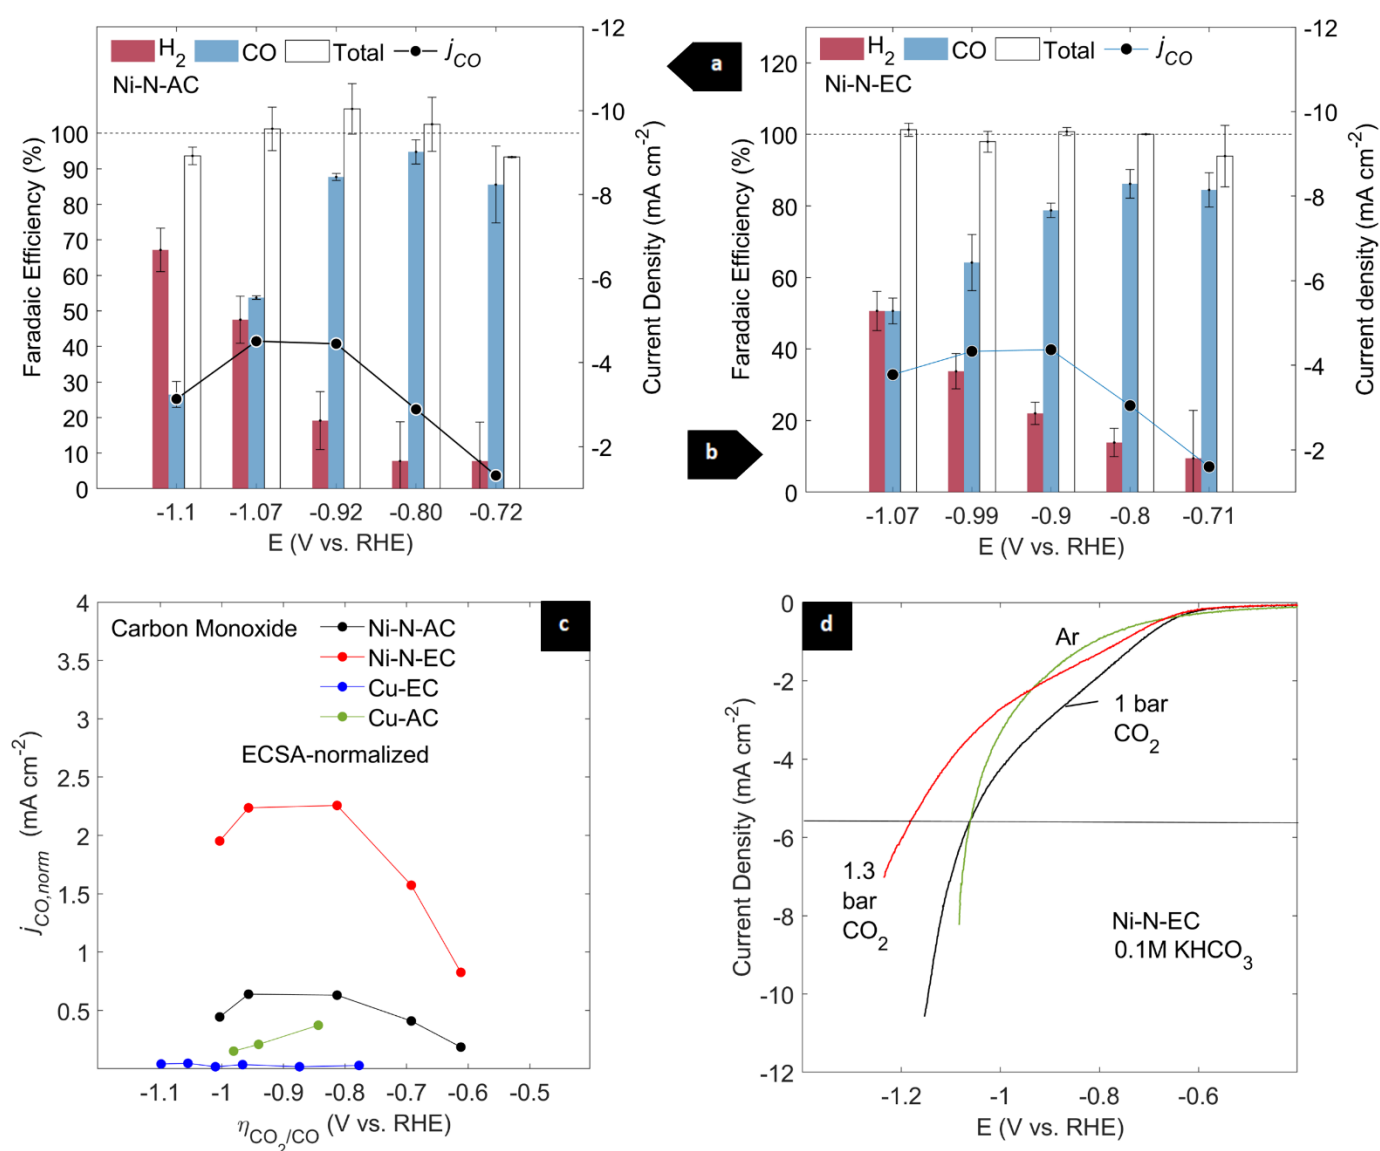 H2 CO Total jCO
Ni-N-AC
Faradaic Efficiency (%)
100
90
80
70
60
50
40
30
20
10
0
-12
-10
-8
-6
-4
-2
Current Density (mA cm-2)
-1.1 -1.07 -0.92 -0.80 -0.72
E (V vs. RHE)
a
b
H2 CO Total jCO
Ni-N-EC
Faradaic Efficiency (%)
120
100
80
60
40
20
0
-12
-10
-8
-6
-4
-2
Current density (mA cm-2)
-1.07 -0.99 -0.9 -0.8 -0.71
E (V vs. RHE)
c
Carbon Monoxide
Ni-N-AC
Ni-N-EC
Cu-EC
Cu-AC
ECSA-normalized
jCO,norm (mA cm-2)
4
3.5
3
2.5
2
1.5
1
0.5
-1.1 -1 -0.9 -0.8 -0.7 -0.6 -0.5
ηCO2/CO (V vs. RHE)
d
Ar
1 bar
CO2
1.3
bar
CO2
Ni-N-EC
0.1M KHCO3
Current Density (mA cm-2)
0
-2
-4
-6
-8
-10
-12
-1.2 -1 -0.8 -0.6
E (V vs. RHE)